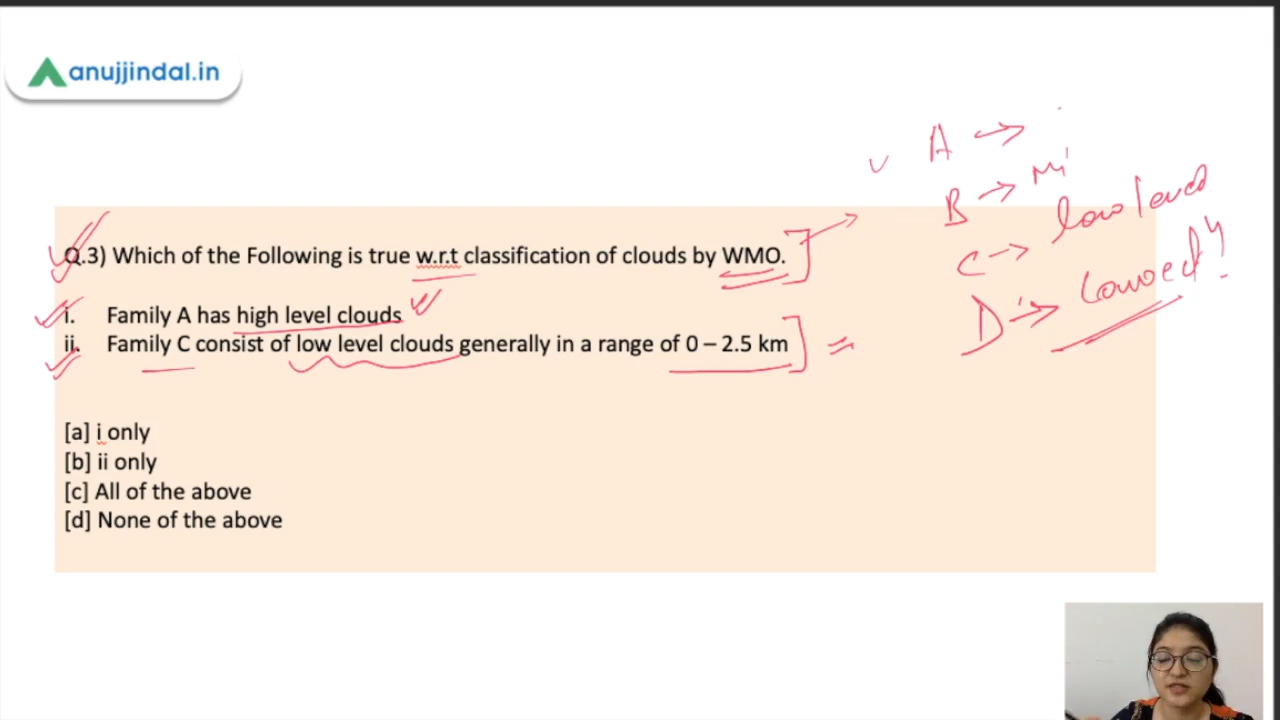 anujjindal.in
A →
B → Mi
C → low level
D →
Q.3) Which of the Following is true w.r.t classification of clouds by WMO.
i. Family A has high level clouds
ii. Family C consist of low level clouds generally in a range of 0 – 2.5 km
[a] i only
[b] ii only
[c] All of the above
[d] None of the above